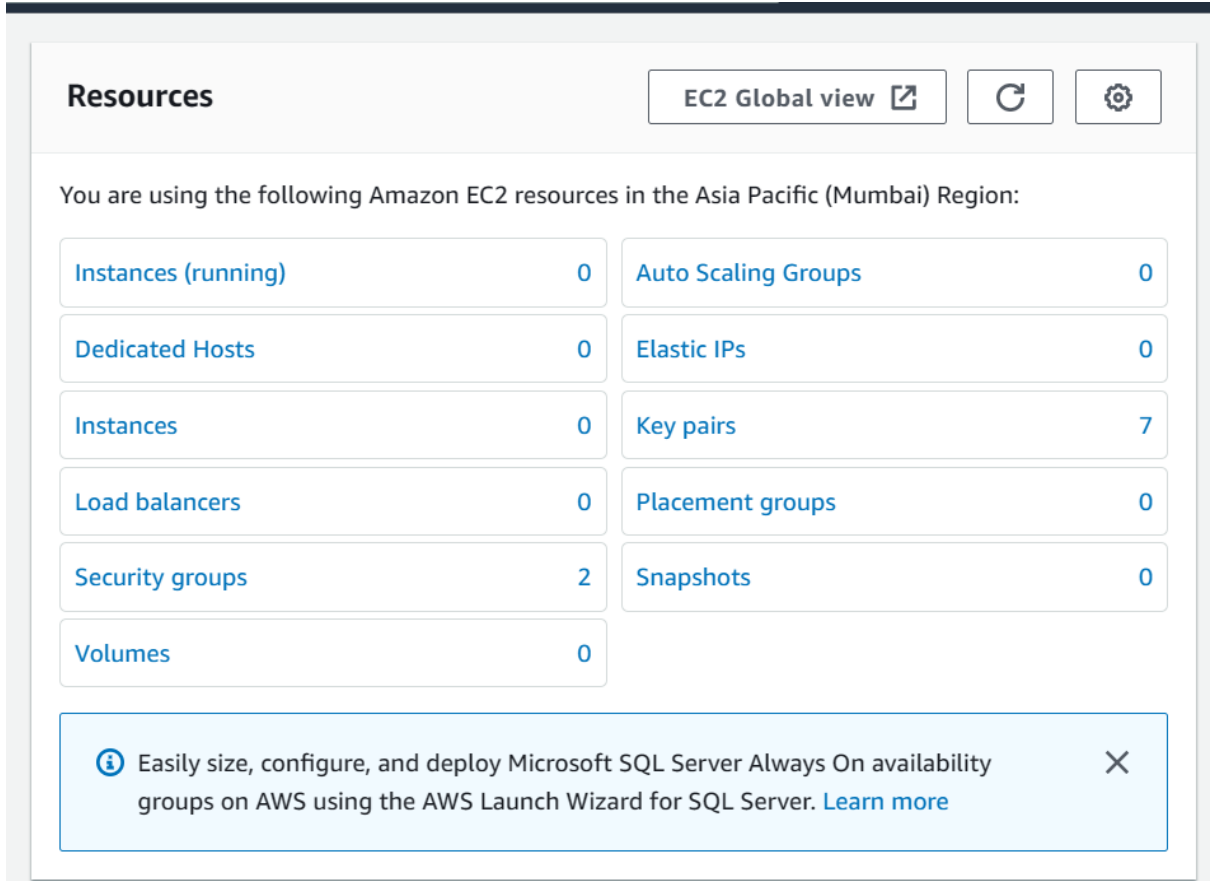 Resources
EC2 Global view
You are using the following Amazon EC2 resources in the Asia Pacific (Mumbai) Region:
Instances (running) 0
Auto Scaling Groups 0
Dedicated Hosts 0
Elastic IPs 0
Instances 0
Key pairs 7
Load balancers 0
Placement groups 0
Security groups 2
Snapshots 0
Volumes 0
Easily size, configure, and deploy Microsoft SQL Server Always On availability
groups on AWS using the AWS Launch Wizard for SQL Server. Learn more